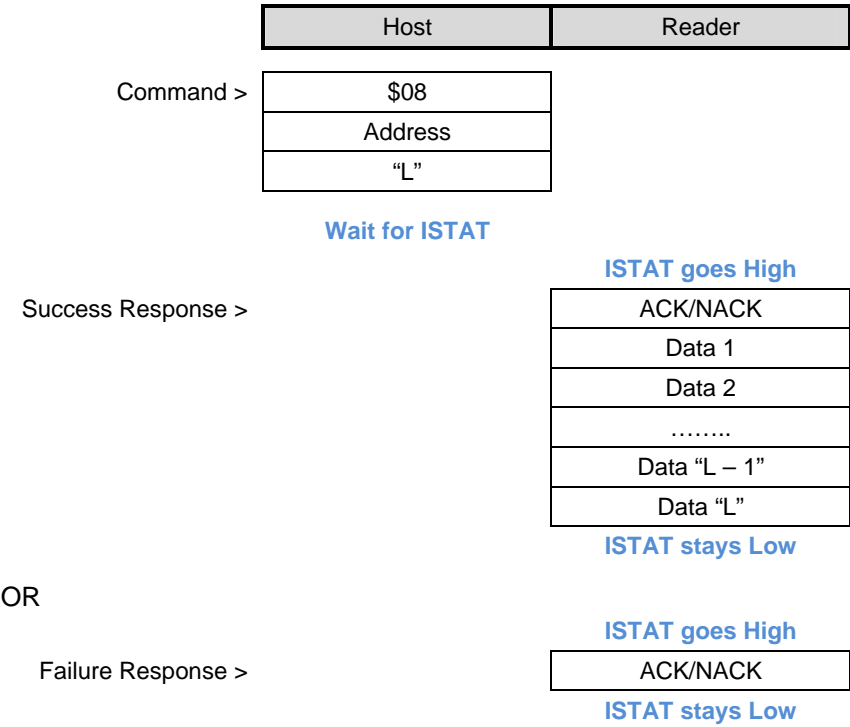 Host Reader
Command > $08
Address
“L”
Wait for ISTAT
ISTAT goes High
Success Response > ACK/NACK
Data 1
Data 2
……..
Data “L – 1”
Data “L”
ISTAT stays Low
OR
ISTAT goes High
Failure Response > ACK/NACK
ISTAT stays Low